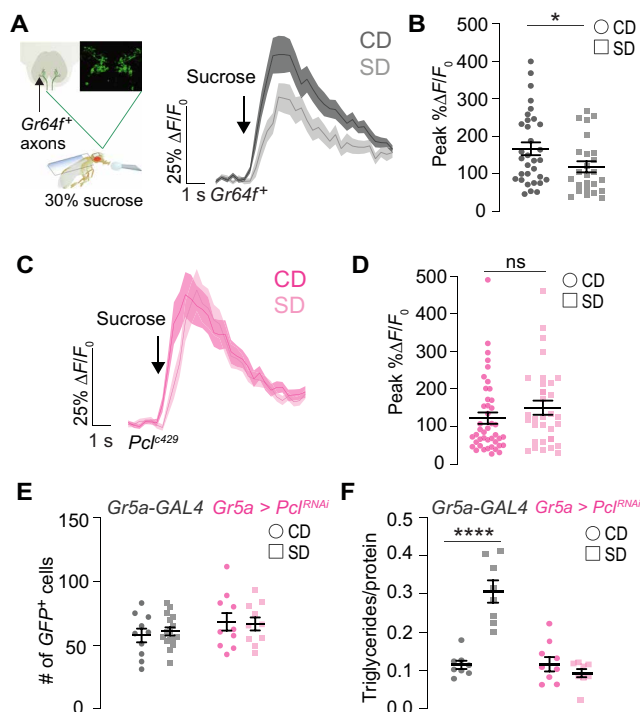 A
Gr64f+
axons
30% sucrose
CD
SD
Sucrose
25% ΔF/F0
1 s
Gr64f+
B
*
CD
SD
Peak %ΔF/F0
500
400
300
200
100
0
C
CD
SD
Sucrose
25% ΔF/F0
1 s
Pclc429
D
ns
CD
SD
Peak %ΔF/F0
500
400
300
200
100
0
E
Gr5a-GAL4
Gr5a > PclRNAi
CD
SD
# of GFP+ cells
150
100
50
0
F
Gr5a-GAL4
Gr5a > PclRNAi
****
CD
SD
Triglycerides/protein
0.5
0.4
0.3
0.2
0.1
0